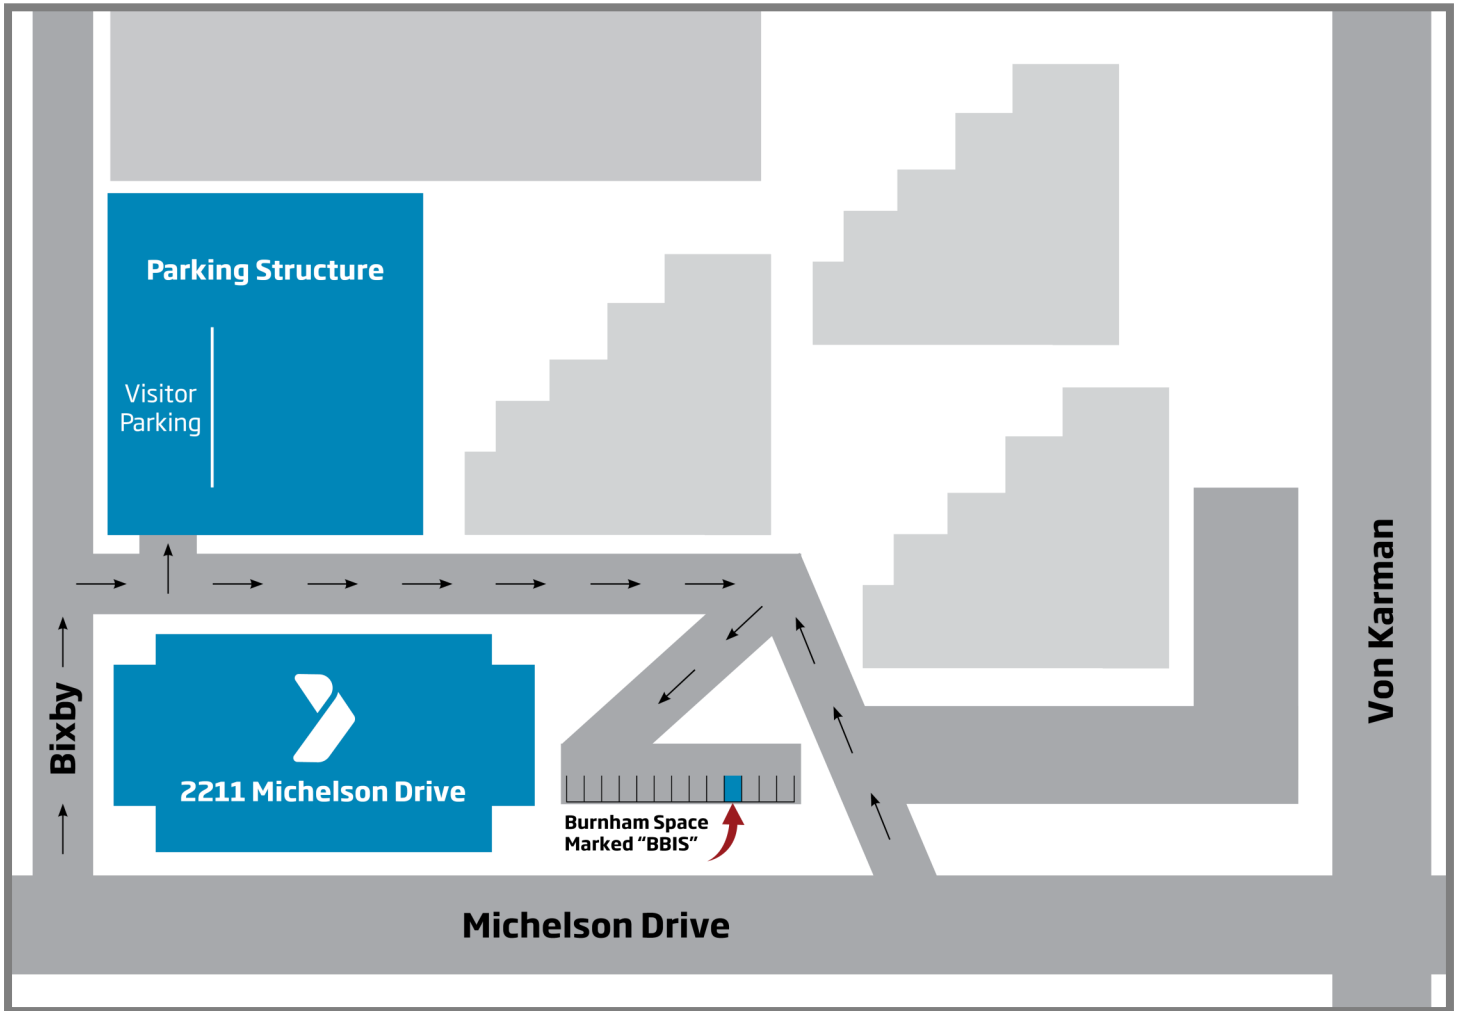 Parking Structure
Visitor
Parking
Bixby
Von Karman
2211 Michelson Drive
Burnham Space
Marked “BBIS”
Michelson Drive